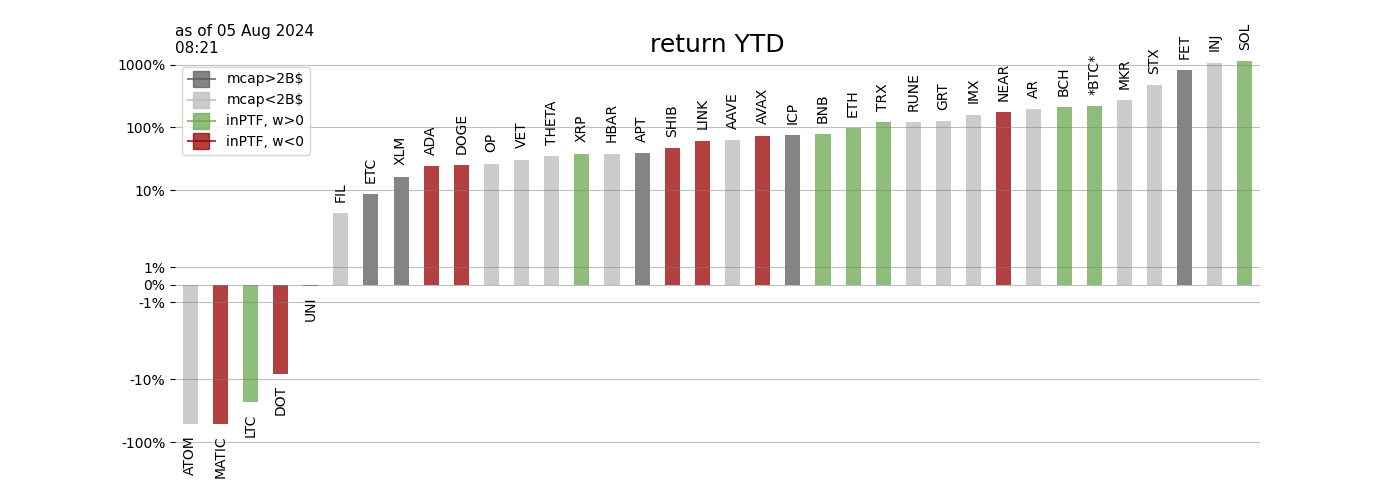 as of 05 Aug 2024
08:21
return YTD
1000%
100%
10%
1%
0%
-1%
-10%
-100%
mcap>2B$
mcap<2B$
inPTF, w>0
inPTF, w<0
ATOM
MATIC
LTC
DOT
UNI
FIL
ETC
XLM
ADA
DOGE
OP
VET
THETA
XRP
HBAR
APT
SHIB
LINK
AAVE
AVAX
ICP
BNB
ETH
TRX
RUNE
GRT
IMX
NEAR
AR
BCH
*BTC*
MKR
STX
FET
INJ
SOL